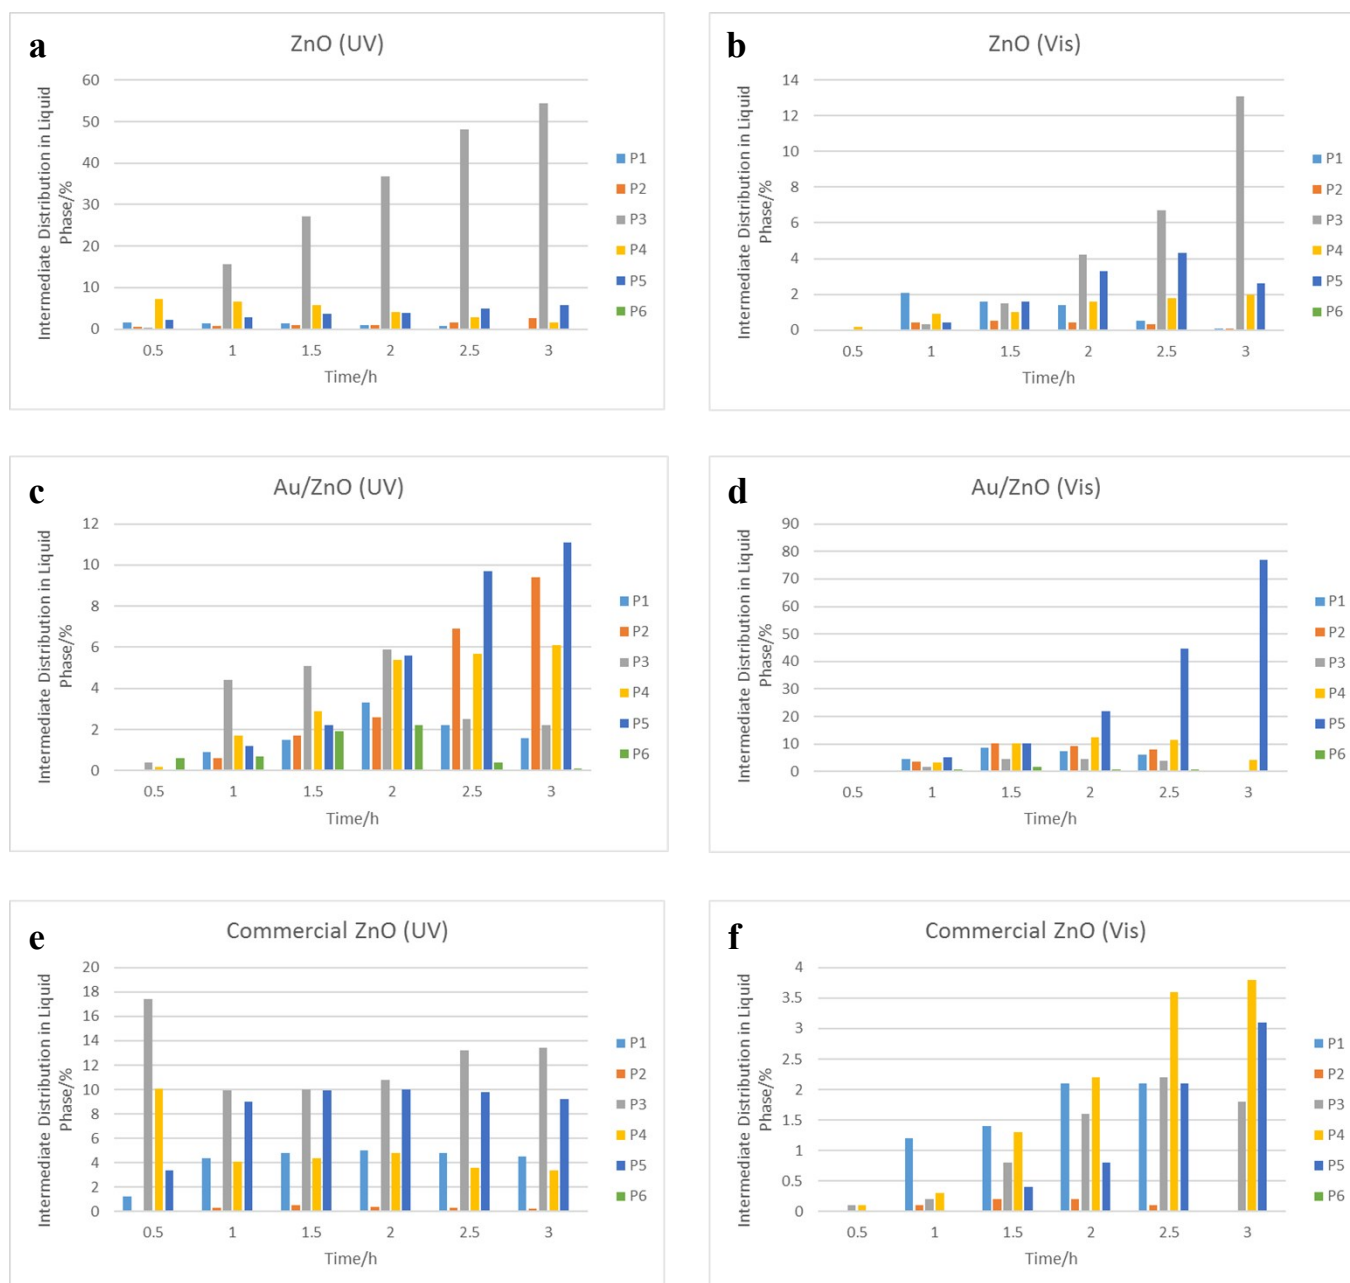 a
ZnO (UV)
Intermediate Distribution in Liquid
Phase/%
60
50
40
30
20
10
0
0.5 1 1.5 2 2.5 3
Time/h
P1
P2
P3
P4
P5
P6
b
ZnO (Vis)
Intermediate Distribution in Liquid
Phase/%
14
12
10
8
6
4
2
0
0.5 1 1.5 2 2.5 3
Time/h
P1
P2
P3
P4
P5
P6
c
Au/ZnO (UV)
Intermediate Distribution in Liquid
Phase/%
12
10
8
6
4
2
0
0.5 1 1.5 2 2.5 3
Time/h
P1
P2
P3
P4
P5
P6
d
Au/ZnO (Vis)
Intermediate Distribution in Liquid
Phase/%
90
80
70
60
50
40
30
20
10
0
0.5 1 1.5 2 2.5 3
Time/h
P1
P2
P3
P4
P5
P6
e
Commercial ZnO (UV)
Intermediate Distribution in Liquid
Phase/%
20
18
16
14
12
10
8
6
4
2
0
0.5 1 1.5 2 2.5 3
Time/h
P1
P2
P3
P4
P5
P6
f
Commercial ZnO (Vis)
Intermediate Distribution in Liquid
Phase/%
4
3.5
3
2.5
2
1.5
1
0.5
0
0.5 1 1.5 2 2.5 3
Time/h
P1
P2
P3
P4
P5
P6